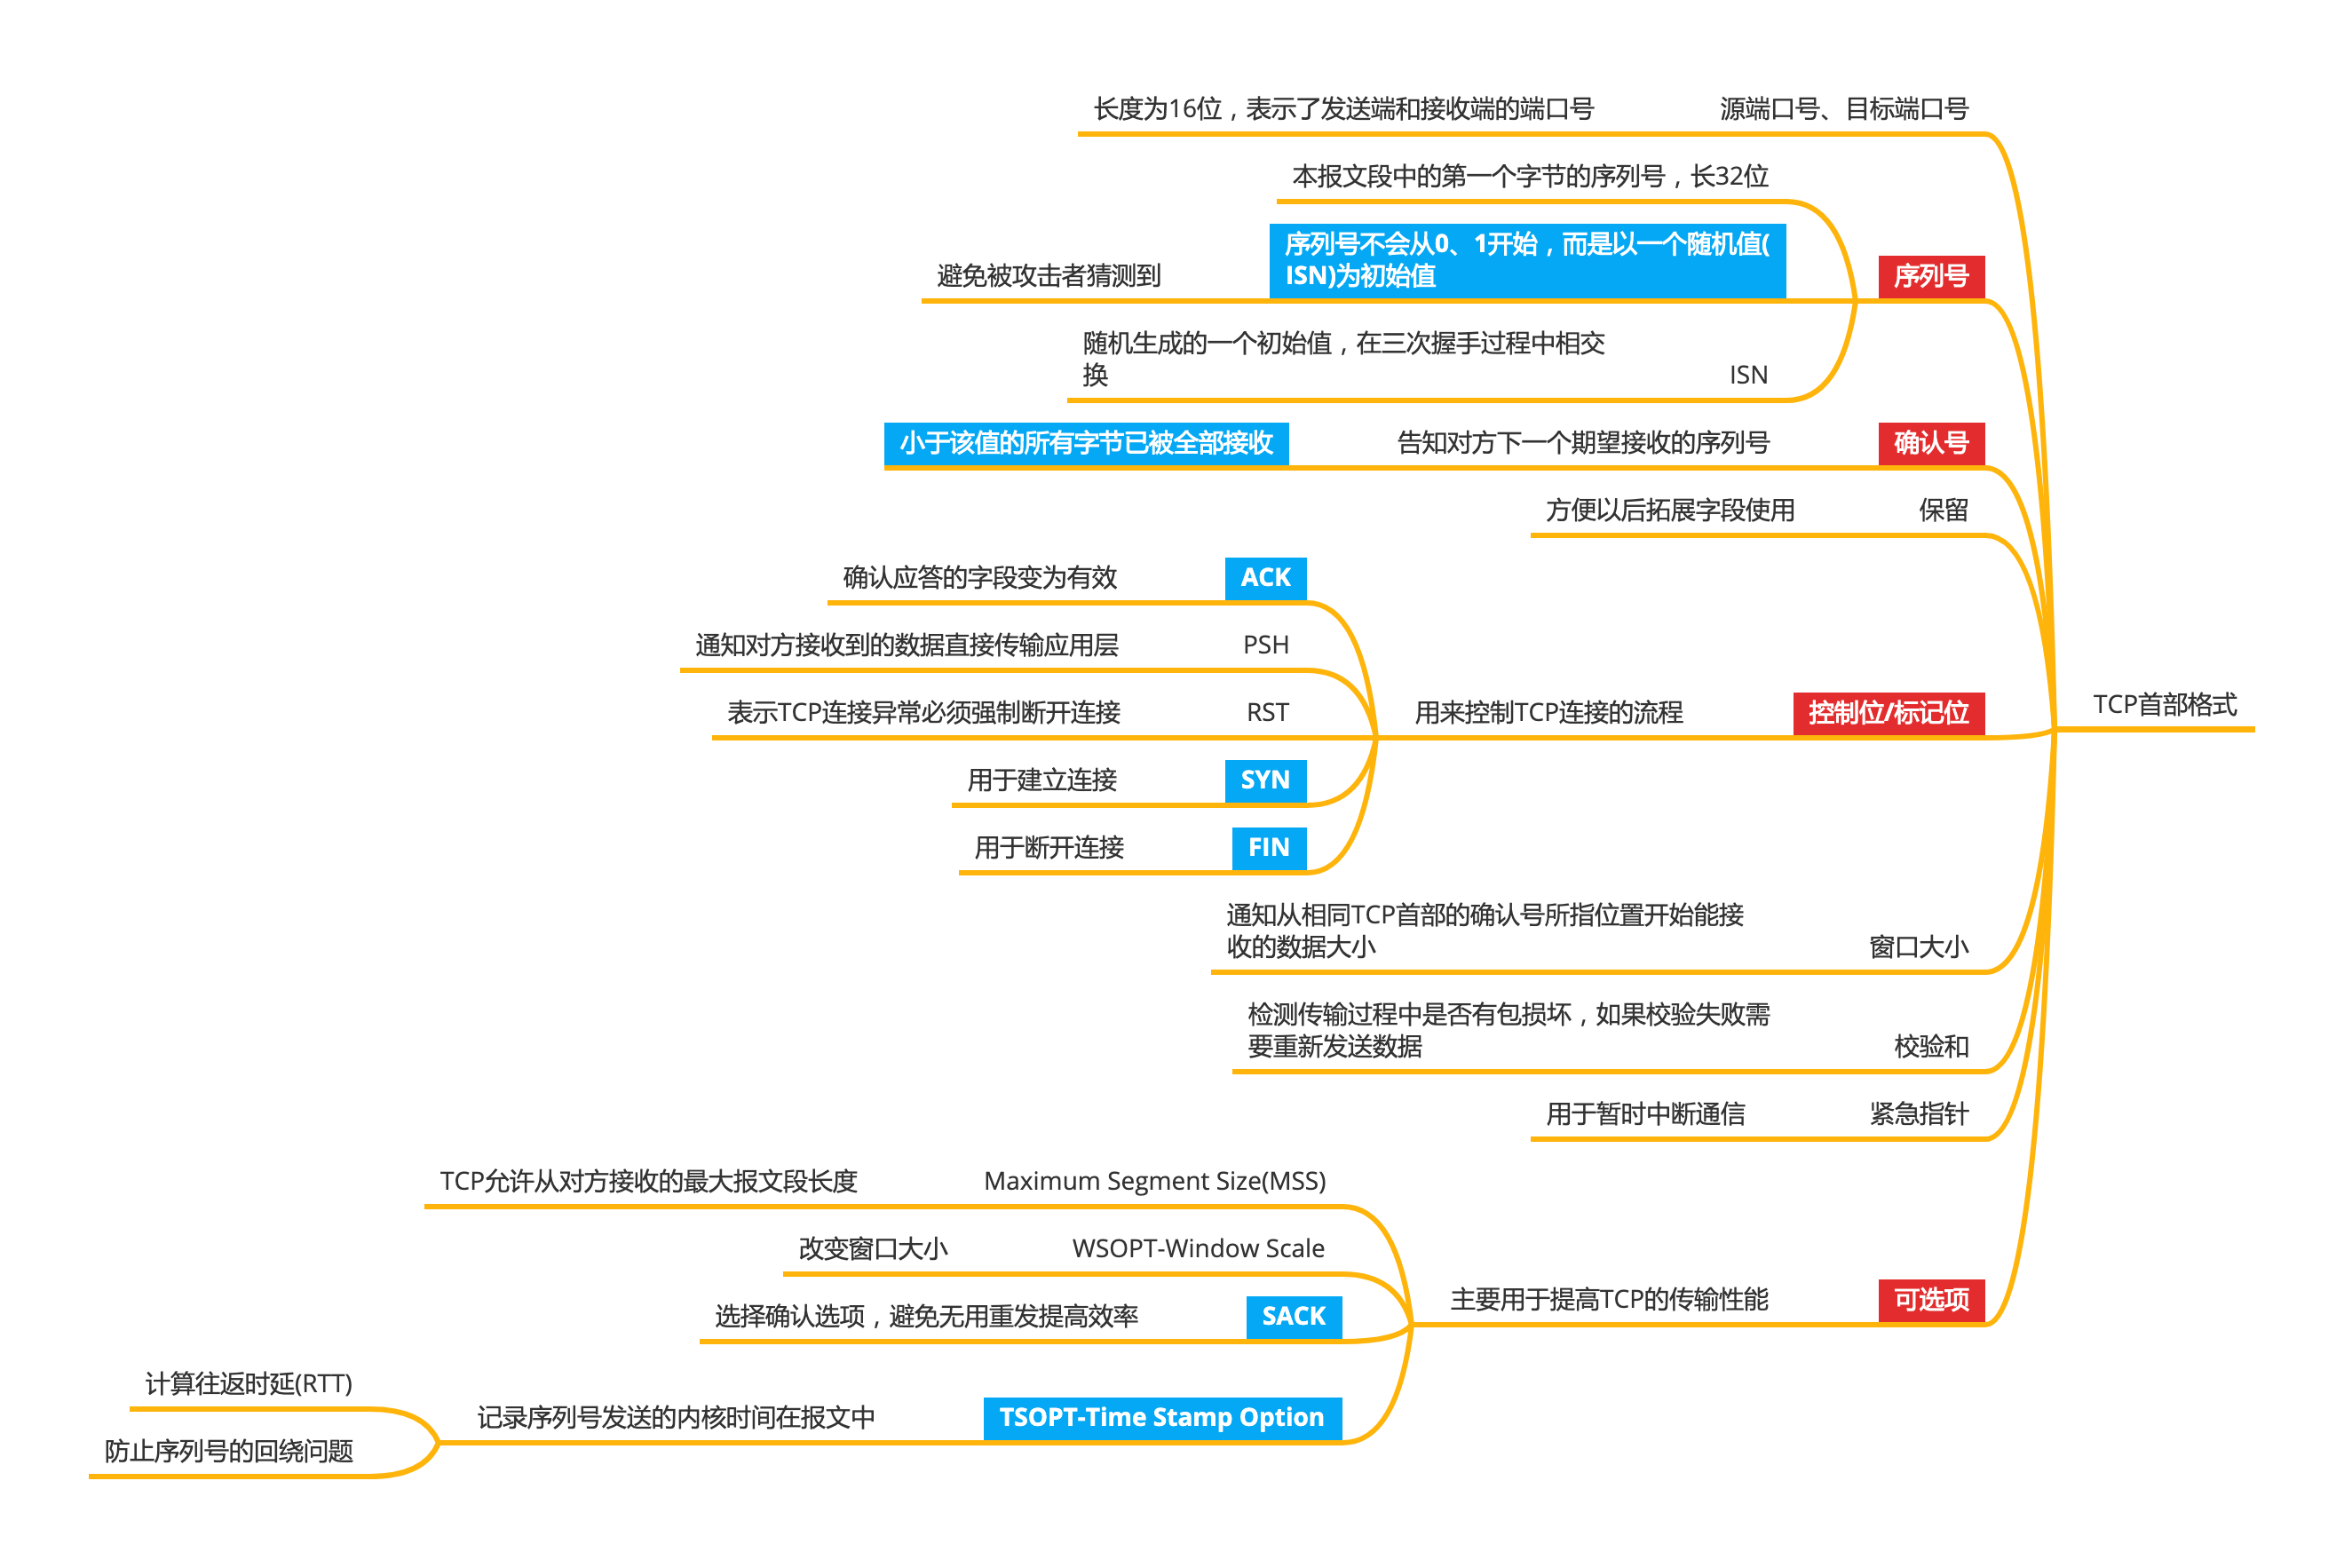 长度为16位，表示了发送端和接收端的端口号
源端口号、目标端口号
本报文段中的第一个字节的序列号，长32位
序列号不会从0、1开始，而是以一个随机值(
ISN)为初始值
避免被攻击者猜测到
序列号
随机生成的一个初始值，在三次握手过程中相交
换
ISN
小于该值的所有字节已被全部接收
告知对方下一个期望接收的序列号
确认号
方便以后拓展字段使用
保留
确认应答的字段变为有效
ACK
通知对方接收到的数据直接传输应用层
PSH
表示TCP连接异常必须强制断开连接
RST
用来控制TCP连接的流程
控制位/标记位
TCP首部格式
用于建立连接
SYN
用于断开连接
FIN
通知从相同TCP首部的确认号所指位置开始能接
收的数据大小
窗口大小
检测传输过程中是否有包损坏，如果校验失败需
要重新发送数据
校验和
用于暂时中断通信
紧急指针
TCP允许从对方接收的最大报文段长度
Maximum Segment Size(MSS)
改变窗口大小
WSOPT-Window Scale
主要用于提高TCP的传输性能
可选项
选择确认选项，避免无用重发提高效率
SACK
计算往返时延(RTT)
记录序列号发送的内核时间在报文中
TSOPT-Time Stamp Option
防止序列号的回绕问题